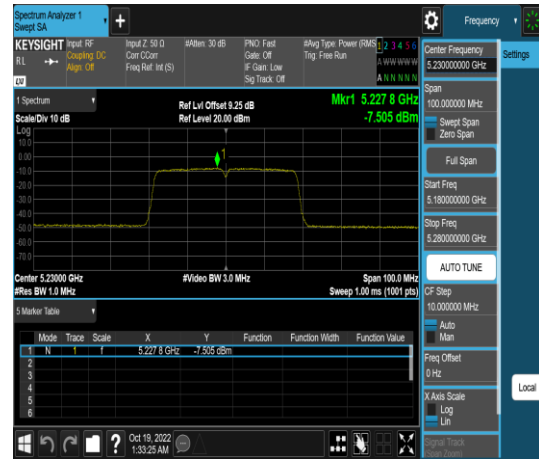 Spectrum Analyzer 1
Swept SA
+
Frequency
KEYSIGHT
R L
LXI
Input: RF
Coupling: DC
Align: Off
Input Z: 50 Ω
Corr CCorr
Freq Ref: Int (S)
#Atten: 30 dB
PNO: Fast
Gate: Off
IF Gain: Low
Sig Track: Off
#Avg Type: Power (RMS)
Trig: Free Run
1 2 3 4 5 6
A WW WW W
A N N N N N
1 Spectrum
Scale/Div 10 dB
Ref Lvl Offset 9.25 dB
Ref Level 20.00 dBm
Mkr1 5.227 8 GHz
-7.505 dBm
Log
10.0
0.00
-10.0
-20.0
-30.0
-40.0
-50.0
-60.0
-70.0
1
Center 5.23000 GHz
#Video BW 3.0 MHz
Span 100.0 MHz
#Res BW 1.0 MHz
Sweep 1.00 ms (1001 pts)
5 Marker Table
Mode Trace Scale X Y Function Function Width Function Value
1 N 1 f 5.227 8 GHz -7.505 dBm
2
3
4
5
6
?
Oct 19, 2022
1:33:25 AM
Center Frequency
5.230000000 GHz
Span
100.000000 MHz
Swept Span
Zero Span
Full Span
Start Freq
5.180000000 GHz
Stop Freq
5.280000000 GHz
AUTO TUNE
CF Step
10.000000 MHz
Auto
Man
Freq Offset
0 Hz
X Axis Scale
Log
Lin
Signal Track
(Span Zoom)
Settings
Local